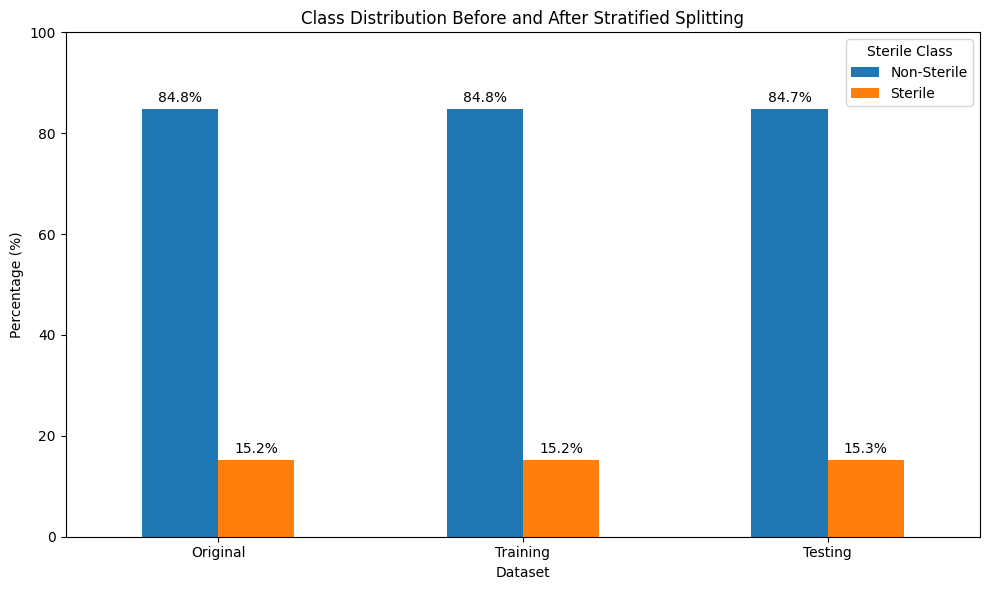 Class Distribution Before and After Stratified Splitting
Percentage (%)
100
80
60
40
20
0
Sterile Class
Non-Sterile
Sterile
84.8%
15.2%
84.8%
15.2%
84.7%
15.3%
Original
Training
Testing
Dataset